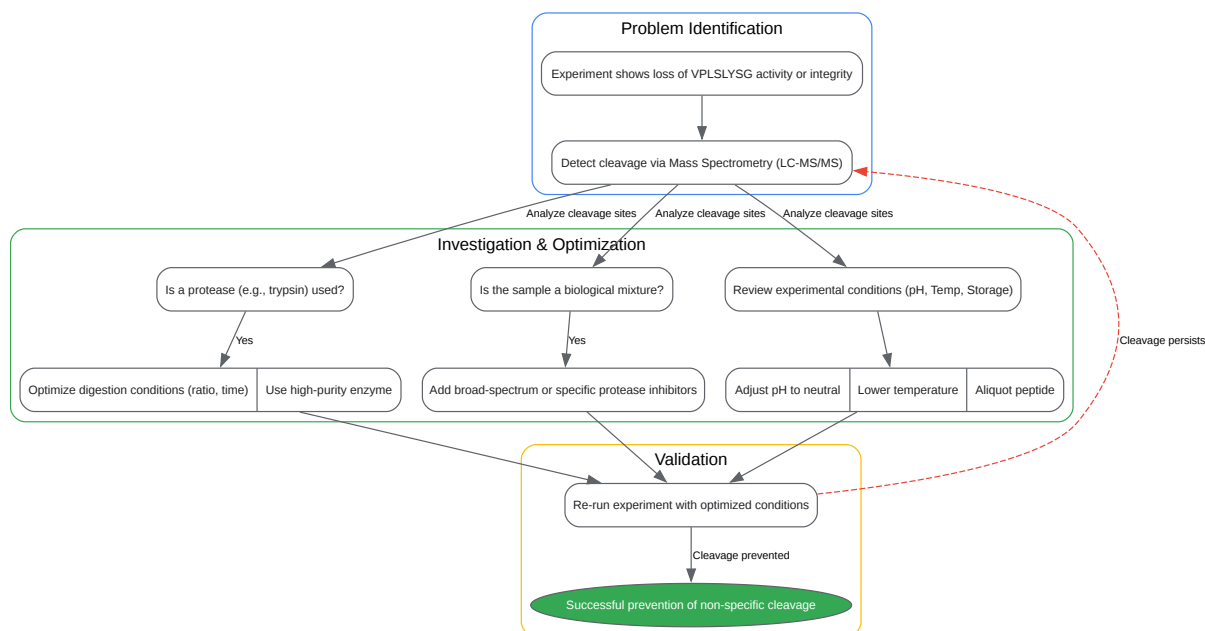 Problem Identification
Experiment shows loss of VPLSLYSG activity or integrity
Detect cleavage via Mass Spectrometry (LC-MS/MS)
Analyze cleavage sites
Analyze cleavage sites
Analyze cleavage sites
Investigation & Optimization
Is a protease (e.g., trypsin) used?
Is the sample a biological mixture?
Review experimental conditions (pH, Temp, Storage)
Yes
Yes
Cleavage persists
Optimize digestion conditions (ratio, time)
Use high-purity enzyme
Add broad-spectrum or specific protease inhibitors
Adjust pH to neutral
Lower temperature
Aliquot peptide
Validation
Re-run experiment with optimized conditions
Cleavage prevented
Successful prevention of non-specific cleavage